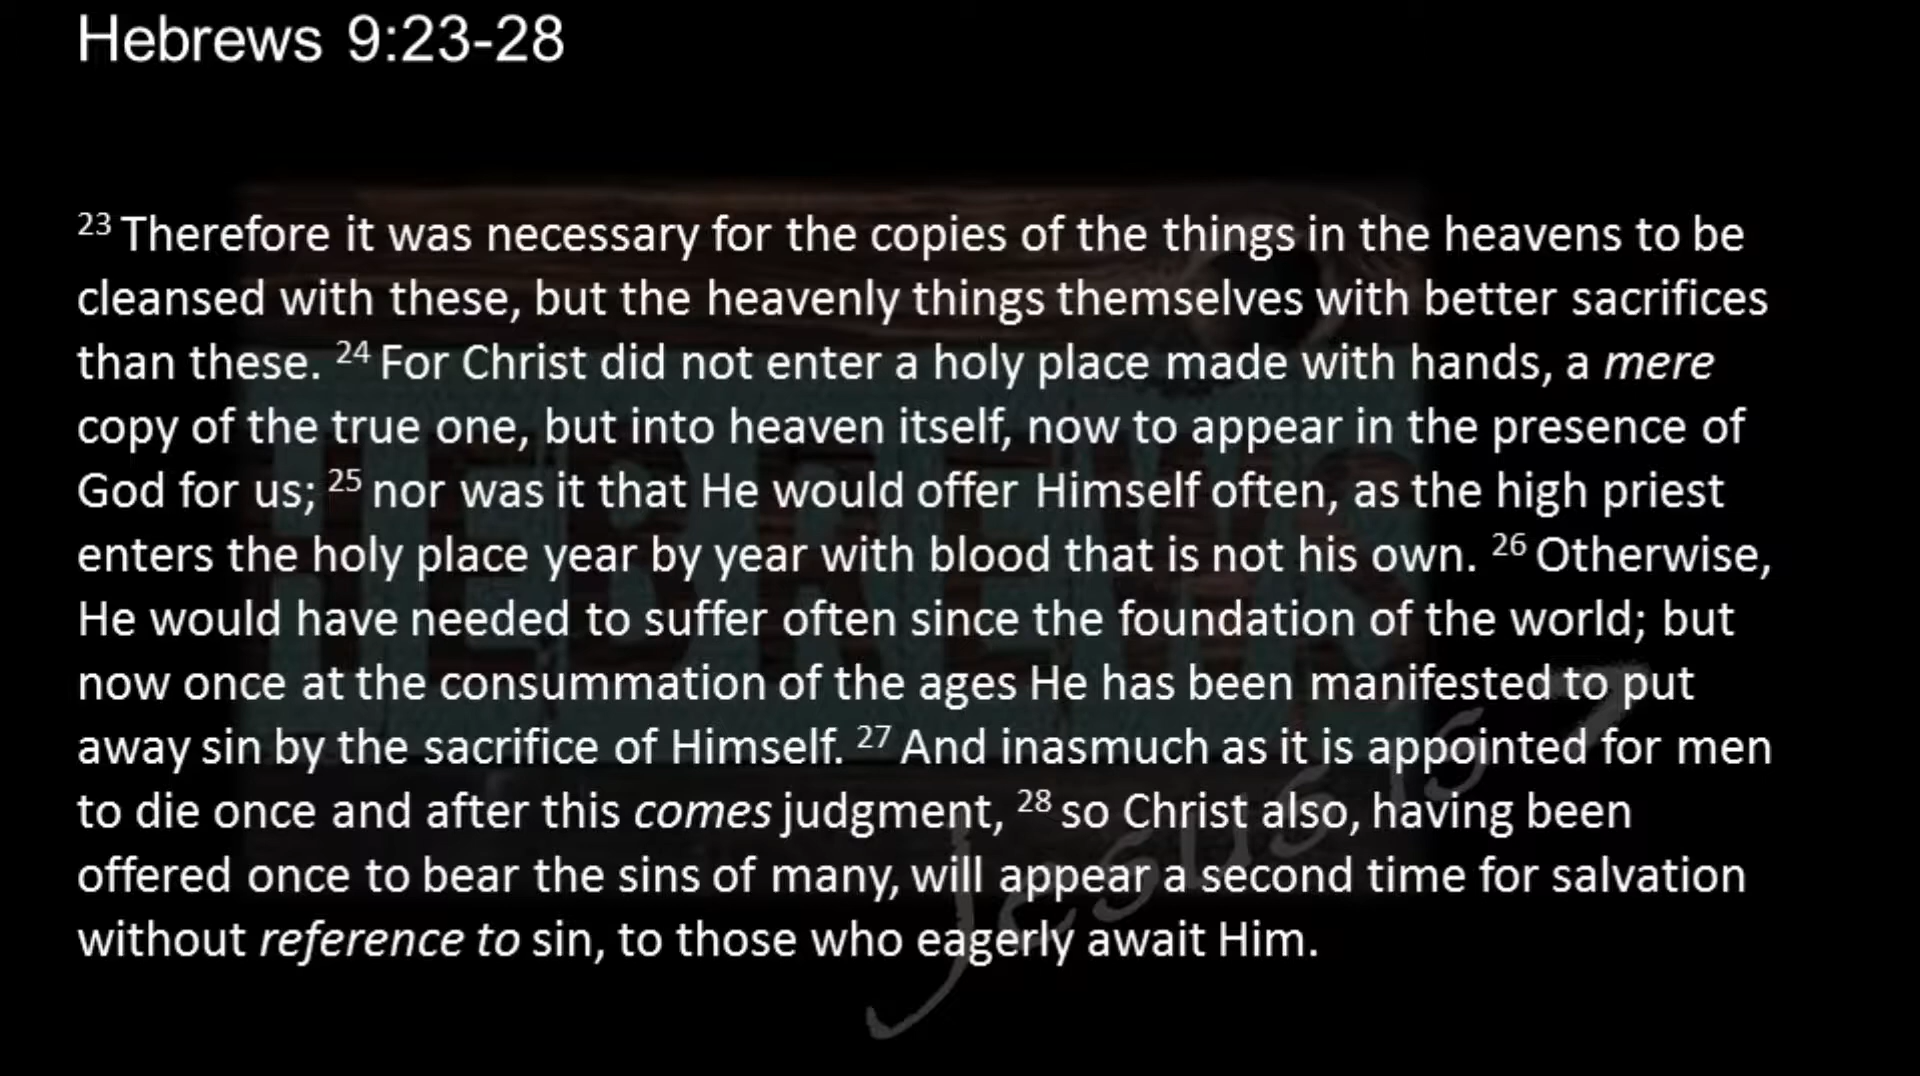 Hebrews 9:23-28
23 Therefore it was necessary for the copies of the things in the heavens to be
cleansed with these, but the heavenly things themselves with better sacrifices
than these. 24 For Christ did not enter a holy place made with hands, a mere
copy of the true one, but into heaven itself, now to appear in the presence of
God for us; 25 nor was it that He would offer Himself often, as the high priest
enters the holy place year by year with blood that is not his own. 26 Otherwise,
He would have needed to suffer often since the foundation of the world; but
now once at the consummation of the ages He has been manifested to put
away sin by the sacrifice of Himself. 27 And inasmuch as it is appointed for men
to die once and after this comes judgment, 28 so Christ also, having been
offered once to bear the sins of many, will appear a second time for salvation
without reference to sin, to those who eagerly await Him.
HEBREWS
Jesus is